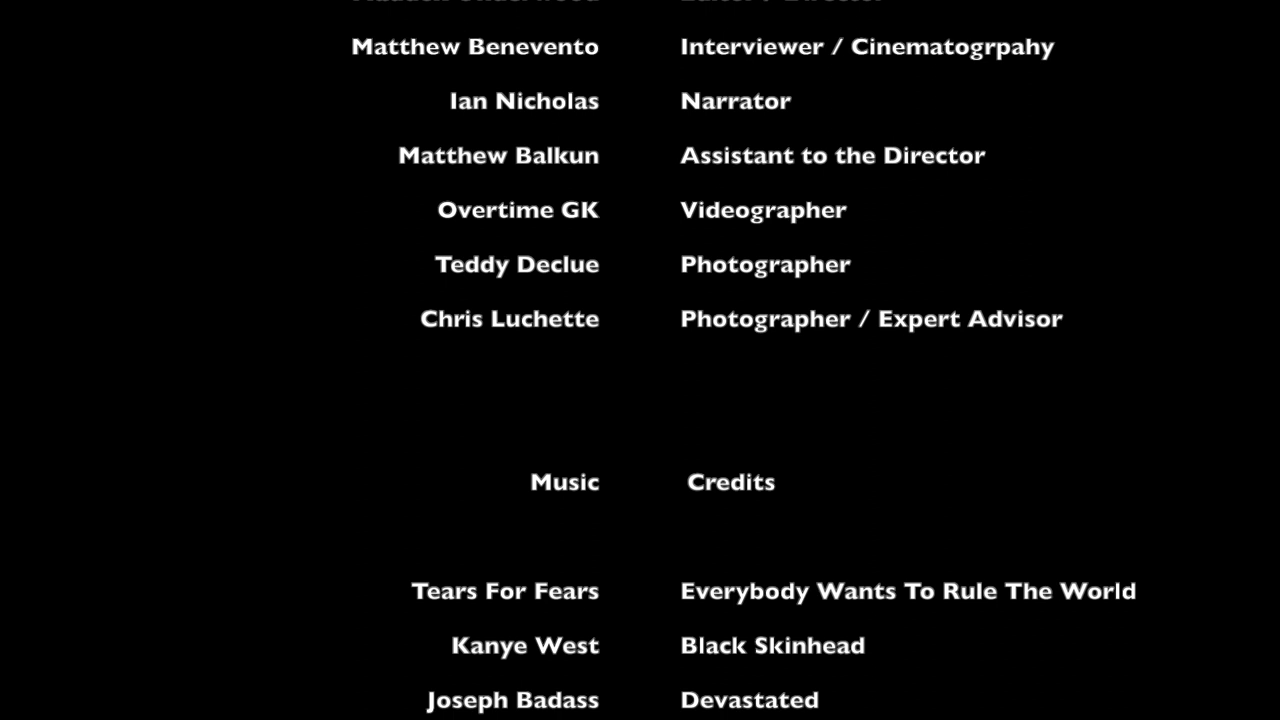 Matthew Benevento Interviewer / Cinematogrpahy
Ian Nicholas Narrator
Matthew Balkun Assistant to the Director
Overtime GK Videographer
Teddy Declue Photographer
Chris Luchette Photographer / Expert Advisor
Music Credits
Tears For Fears Everybody Wants To Rule The World
Kanye West Black Skinhead
Joseph Badass Devastated